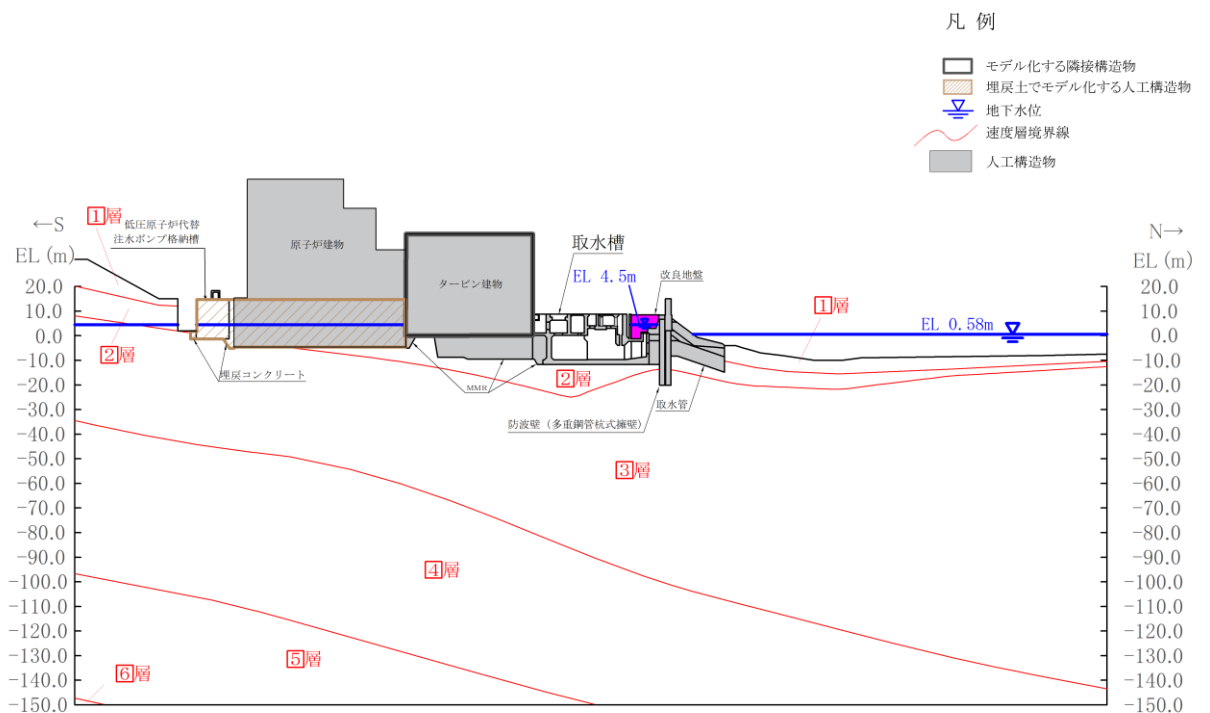 凡 例
モデル化する隣接構造物
埋戻土でモデル化する人工構造物
地下水位
速度層境界線
人工構造物
←S
EL (m)
20.0
10.0
0.0
-10.0
-20.0
-30.0
-40.0
-50.0
-60.0
-70.0
-80.0
-90.0
-100.0
-110.0
-120.0
-130.0
-140.0
-150.0
1層
低圧原子炉代替
注水ポンプ格納槽
原子炉建物
タービン建物
取水槽
EL 4.5m
改良地盤
1層
EL 0.58m
2層
埋戻コンクリート
MMR
2層
取水管
防波壁（多重鋼管杭式擁壁）
3層
4層
5層
6層
N→
EL (m)
20.0
10.0
0.0
-10.0
-20.0
-30.0
-40.0
-50.0
-60.0
-70.0
-80.0
-90.0
-100.0
-110.0
-120.0
-130.0
-140.0
-150.0